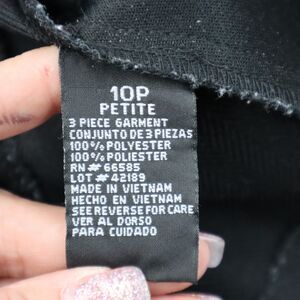 10P
PETITE
3 PIECE GARMENT
CONJUNTO DE 3 PIEZAS
100% POLYESTER
100% POLIESTER
RN# 66585
LOT# 42189
MADE IN VIETNAM
HECHO EN VIETNAM
SEE REVERSE FOR CARE
VER AL DORSO
PARA CUIDADO